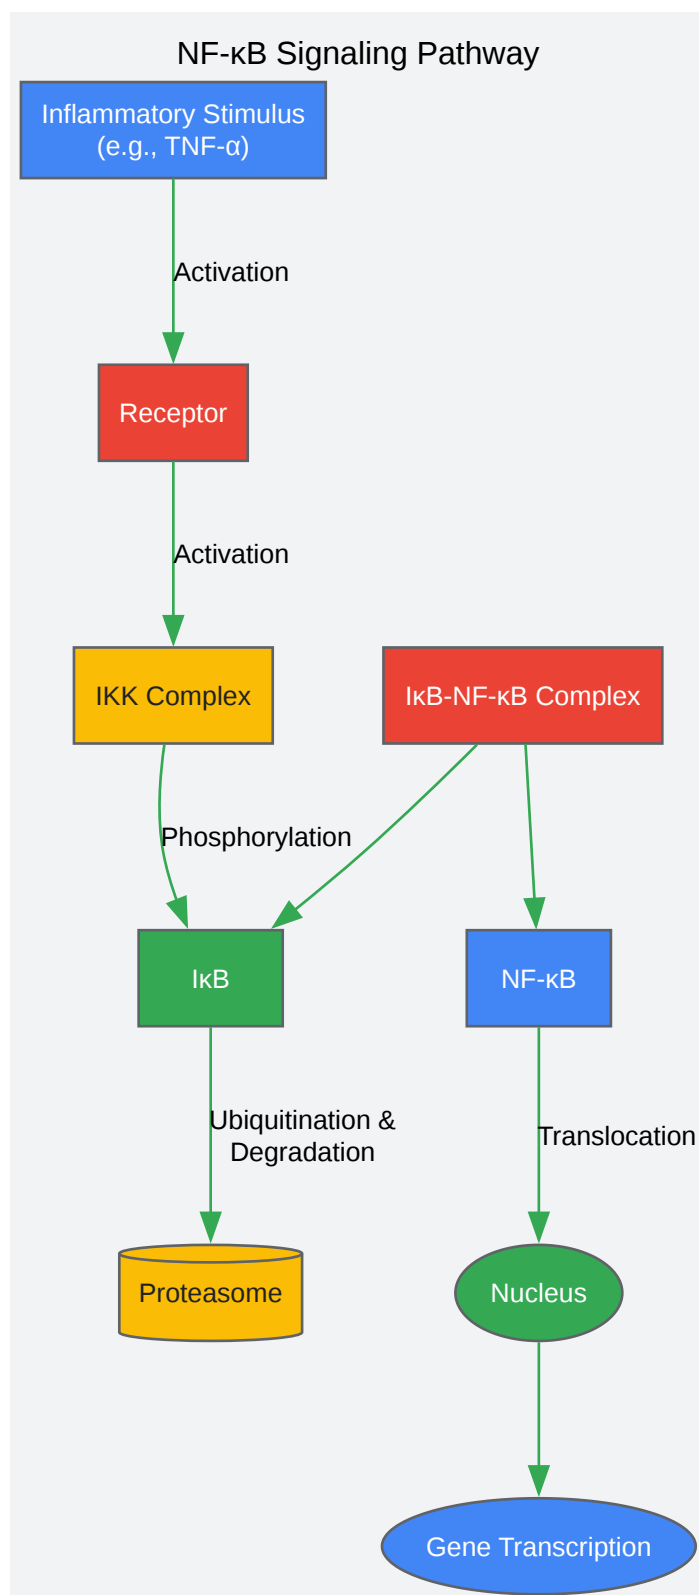 NF-κB Signaling Pathway
Inflammatory Stimulus
(e.g., TNF-α)
Activation
Receptor
Activation
IKK Complex
IκB-NF-κB Complex
Phosphorylation
IκB
NF-κB
Ubiquitination &
Degradation
Translocation
Proteasome
Nucleus
Gene Transcription